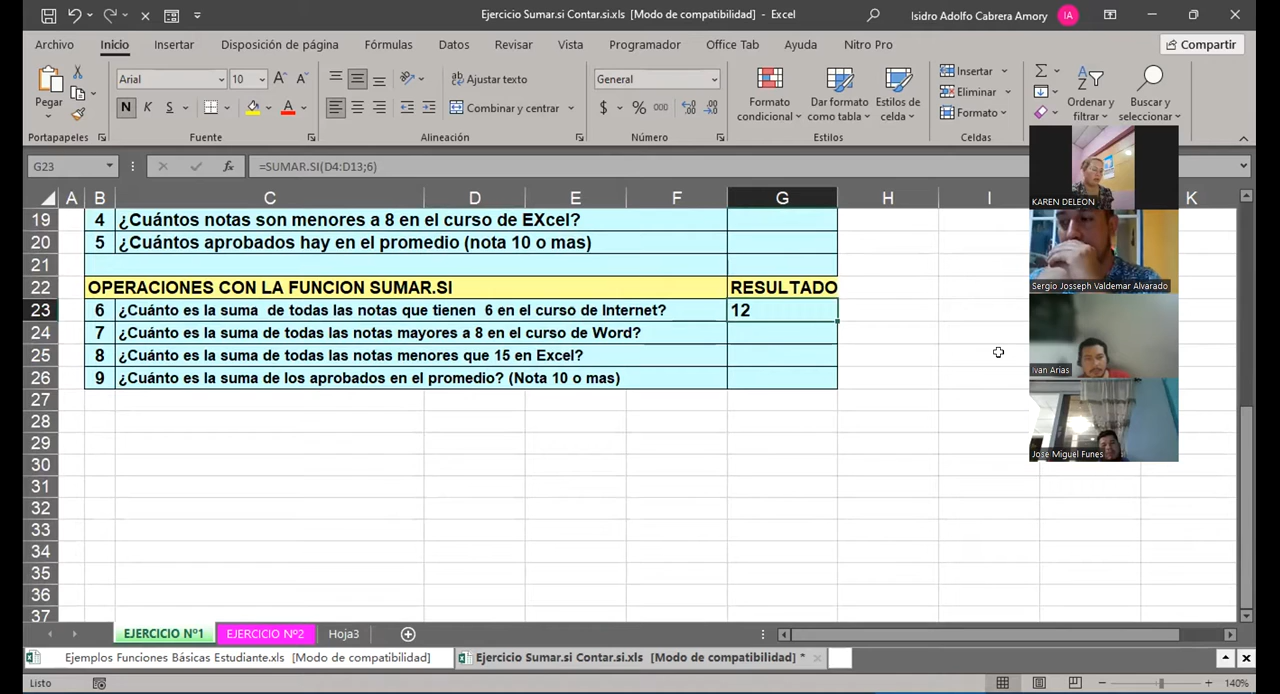 Ejercicio Sumar.si Contar.si.xls [Modo de compatibilidad] - Excel
Isidro Adolfo Cabrera Amory IA
Archivo Inicio Insertar Disposición de página Fórmulas Datos Revisar Vista Programador Office Tab Ayuda Nitro Pro Compartir
Arial 10 Ajustar texto General Insertar
Pegar N K S Combinar y centrar $ % 000 Formato condicional Dar formato como tabla Estilos de celda Eliminar Ordenar y filtrar Buscar y seleccionar
Formato
Portapapeles Fuente Alineación Número Estilos Celdas
G23 fx =SUMAR.SI(D4:D13;6)
A B C D E F G H I K
19 4 ¿Cuántos notas son menores a 8 en el curso de EXcel?
20 5 ¿Cuántos aprobados hay en el promedio (nota 10 o mas)
21
22 OPERACIONES CON LA FUNCION SUMAR.SI RESULTADO
23 6 ¿Cuánto es la suma de todas las notas que tienen 6 en el curso de Internet? 12
24 7 ¿Cuánto es la suma de todas las notas mayores a 8 en el curso de Word?
25 8 ¿Cuánto es la suma de todas las notas menores que 15 en Excel?
26 9 ¿Cuánto es la suma de los aprobados en el promedio? (Nota 10 o mas)
27
28
29
30
31
32
33
34
35
36
37
KAREN DELEON
Sergio Josseph Valdemar Alvarado
Ivan Arias
Jose Miguel Funes
EJERCICIO Nº1 EJERCICIO Nº2 Hoja3
Ejemplos Funciones Básicas Estudiante.xls [Modo de compatibilidad] Ejercicio Sumar.si Contar.si.xls [Modo de compatibilidad] *
Listo 140%